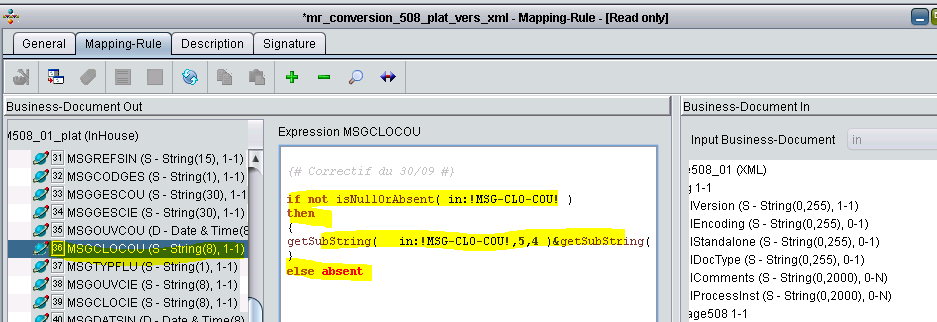 *mr_conversion_508_plat_vers_xml - Mapping-Rule - [Read only]
General Mapping-Rule Description Signature
Business-Document Out
Business-Document In
M508_01_plat (InHouse)
31 MSGREFSIN (S - String(15), 1-1)
32 MSGCODGES (S - String(1), 1-1)
33 MSGGESCOU (S - String(30), 1-1)
34 MSGGESCIE (S - String(30), 1-1)
35 MSGOUVCOU (D - Date & Time(8)
36 MSGCLOCOU (S - String(8), 1-1)
37 MSGTYPFLU (S - String(1), 1-1)
38 MSGOUVCIE (S - String(8), 1-1)
39 MSGCLOCIE (S - String(8), 1-1)
40 MSGDATSIN (D - Date & Time(8)
Expression MSGCLOCOU
{# Correctif du 30/09 #}
if not isNullOrAbsent( in:!MSG-CLO-COU! )
then
{
getSubString( in:!MSG-CLO-COU!,5,4 )&getSubString(
}
else absent
Input Business-Document in
e508_01 (XML)
g 1-1
IVersion (S - String(0,255), 1-1)
IEncoding (S - String(0,255), 0-1)
IStandalone (S - String(0,255), 0-1)
IDocType (S - String(0,255), 0-1)
IComments (S - String(0,2000), 0-N)
IProcessInst (S - String(0,2000), 0-N)
age508 1-1